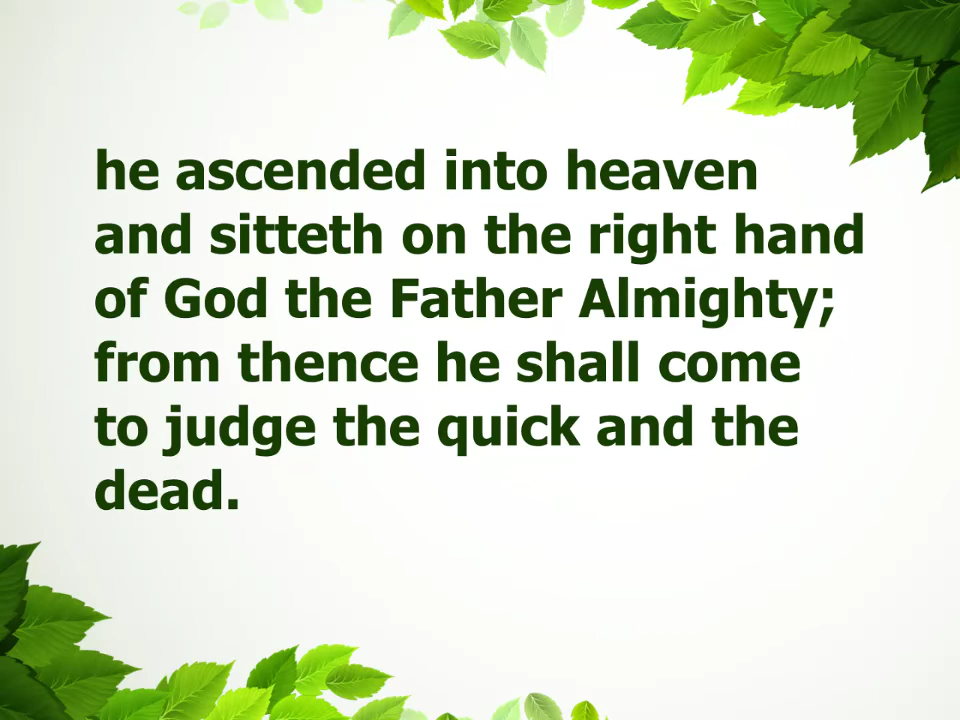 he ascended into heaven
and sitteth on the right hand
of God the Father Almighty;
from thence he shall come
to judge the quick and the
dead.